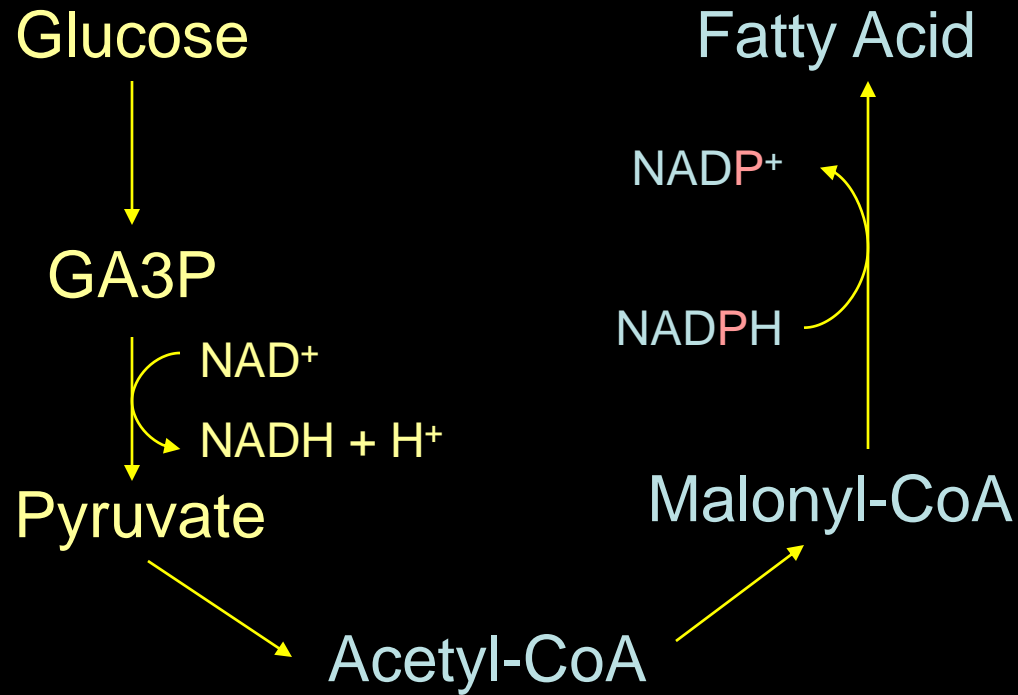 Glucose
GA3P
NAD⁺
NADH + H⁺
Pyruvate
Acetyl-CoA
Malonyl-CoA
NADPH
NADP⁺
Fatty Acid